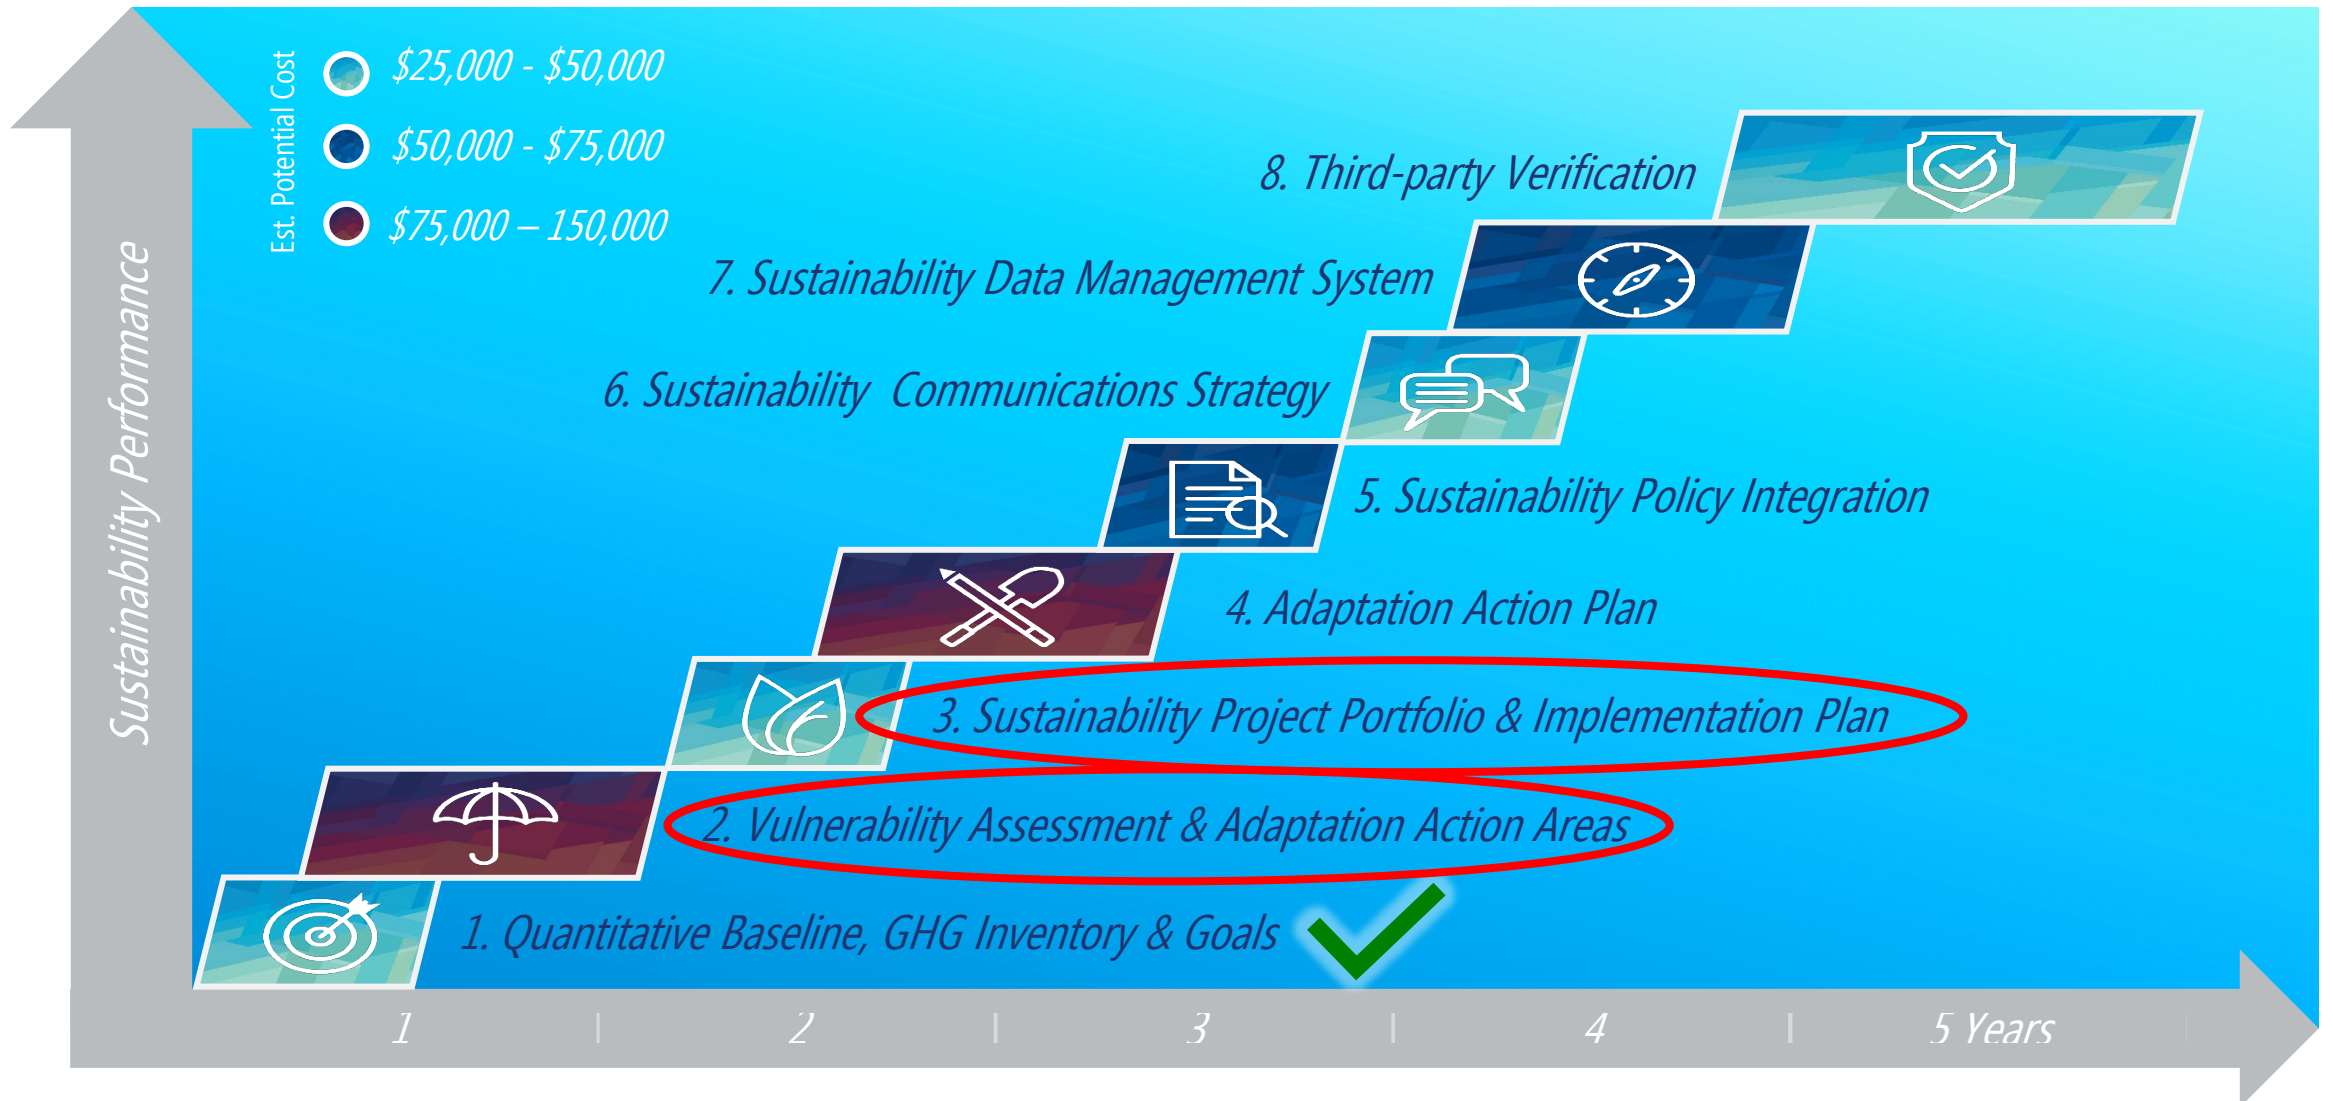 Est. Potential Cost
$25,000 - $50,000
$50,000 - $75,000
$75,000 – 150,000
Sustainability Performance
8. Third-party Verification
7. Sustainability Data Management System
6. Sustainability  Communications Strategy
5. Sustainability Policy Integration
4. Adaptation Action Plan
3. Sustainability Project Portfolio & Implementation Plan
2. Vulnerability Assessment & Adaptation Action Areas
1. Quantitative Baseline, GHG Inventory & Goals
1 | 2 | 3 | 4 | 5 Years